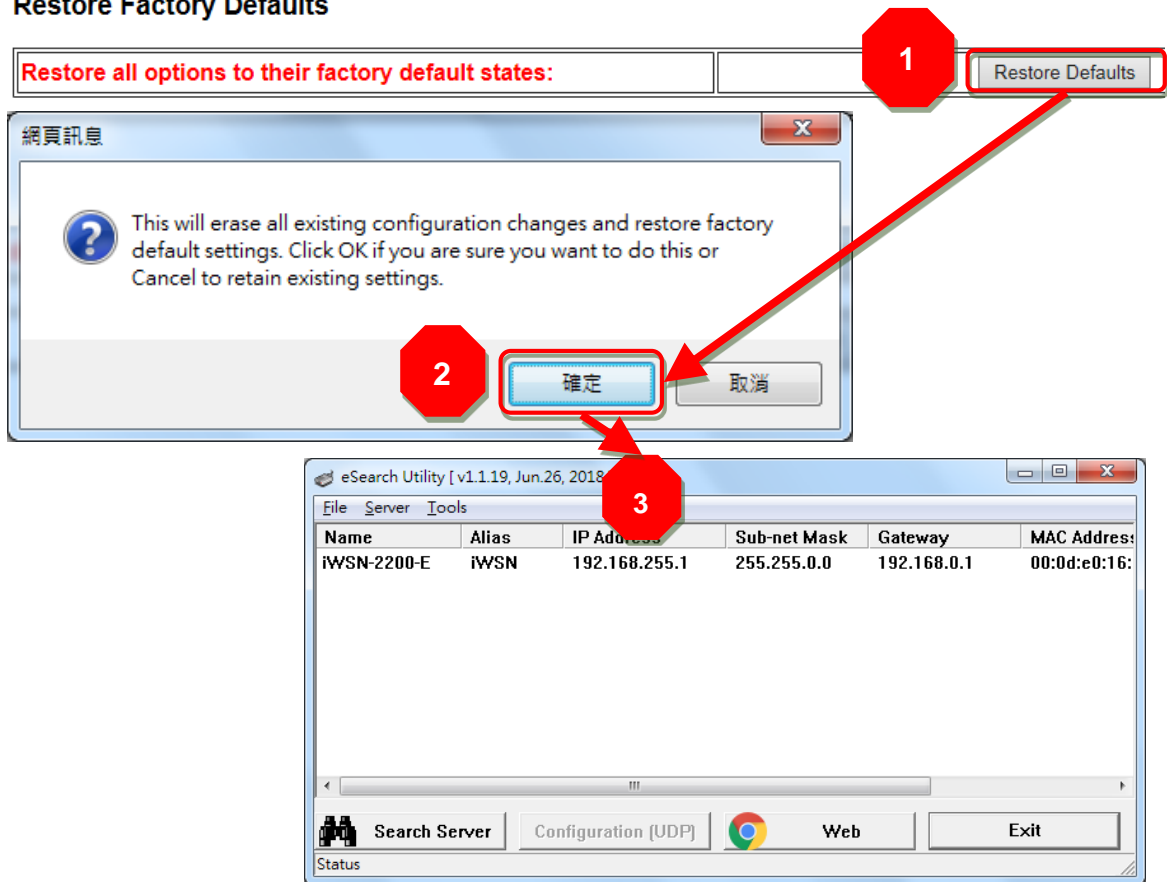 Restore Factory Defaults
Restore all options to their factory default states:
1
Restore Defaults
網頁訊息
This will erase all existing configuration changes and restore factory
default settings. Click OK if you are sure you want to do this or
Cancel to retain existing settings.
2
確定
取消
eSearch Utility [ v1.1.19, Jun.26, 2018
3
File Server Tools
Name Alias IP Address Sub-net Mask Gateway MAC Address
iWSN-2200-E iWSN 192.168.255.1 255.255.0.0 192.168.0.1 00:0d:e0:16:
Search Server Configuration (UDP) Web Exit
Status